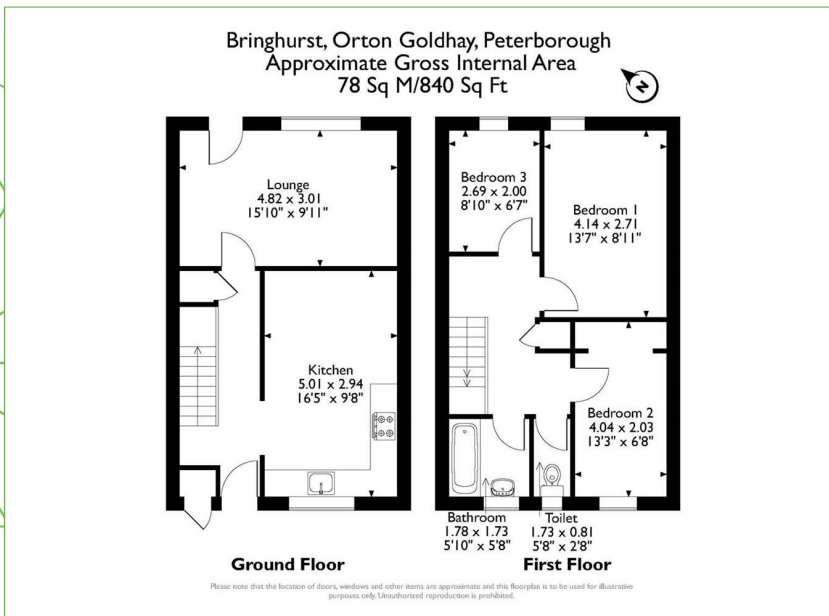 Bringhurst, Orton Goldhay, Peterborough
Approximate Gross Internal Area
78 Sq M/840 Sq Ft
N
Lounge
4.82 x 3.01
15'10" x 9'11"
Kitchen
5.01 x 2.94
16'5" x 9'8"
Bedroom 3
2.69 x 2.00
8'10" x 6'7"
Bedroom 1
4.14 x 2.71
13'7" x 8'11"
Bedroom 2
4.04 x 2.03
13'3" x 6'8"
Bathroom
1.78 x 1.73
5'10" x 5'8"
Toilet
1.73 x 0.81
5'8" x 2'8"
Ground Floor
First Floor
Please note that the location of doors, windows and other items are approximate and this floorplan is to be used for illustrative
purposes only. Unauthorized reproduction is prohibited.